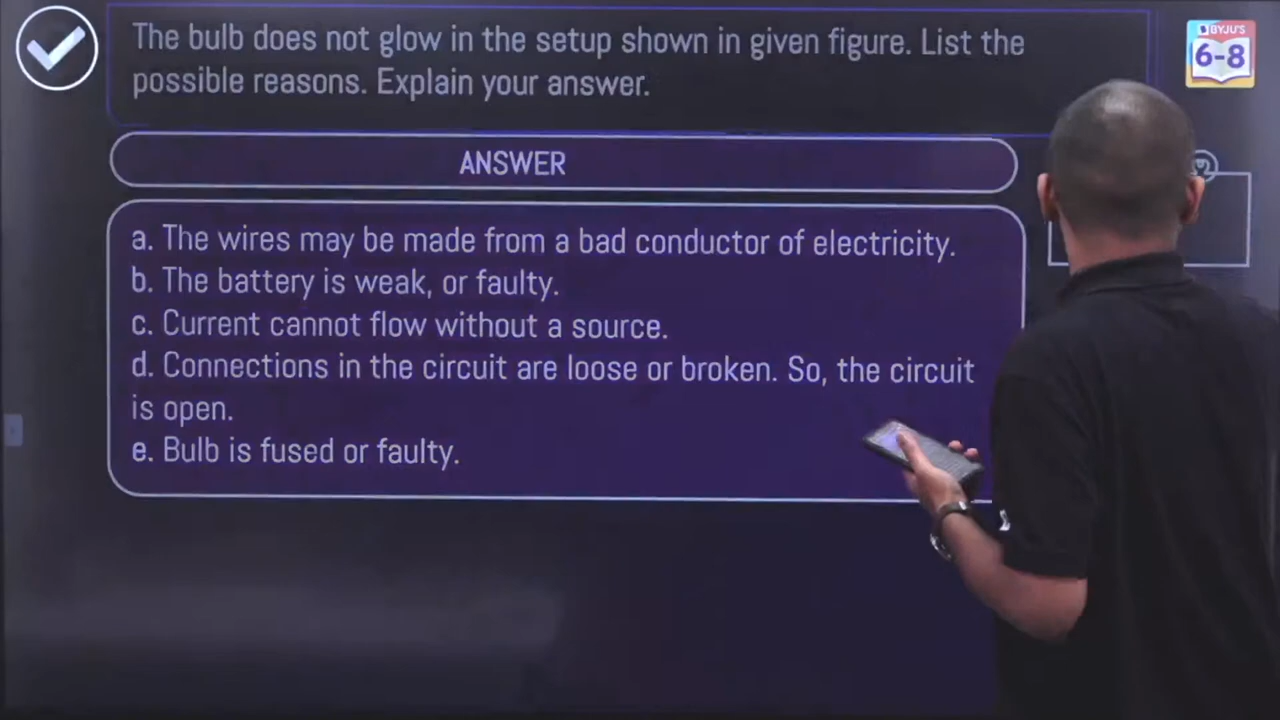 The bulb does not glow in the setup shown in given figure. List the
possible reasons. Explain your answer.
BYJU'S
6-8
ANSWER
a. The wires may be made from a bad conductor of electricity.
b. The battery is weak, or faulty.
c. Current cannot flow without a source.
d. Connections in the circuit are loose or broken. So, the circuit
is open.
e. Bulb is fused or faulty.